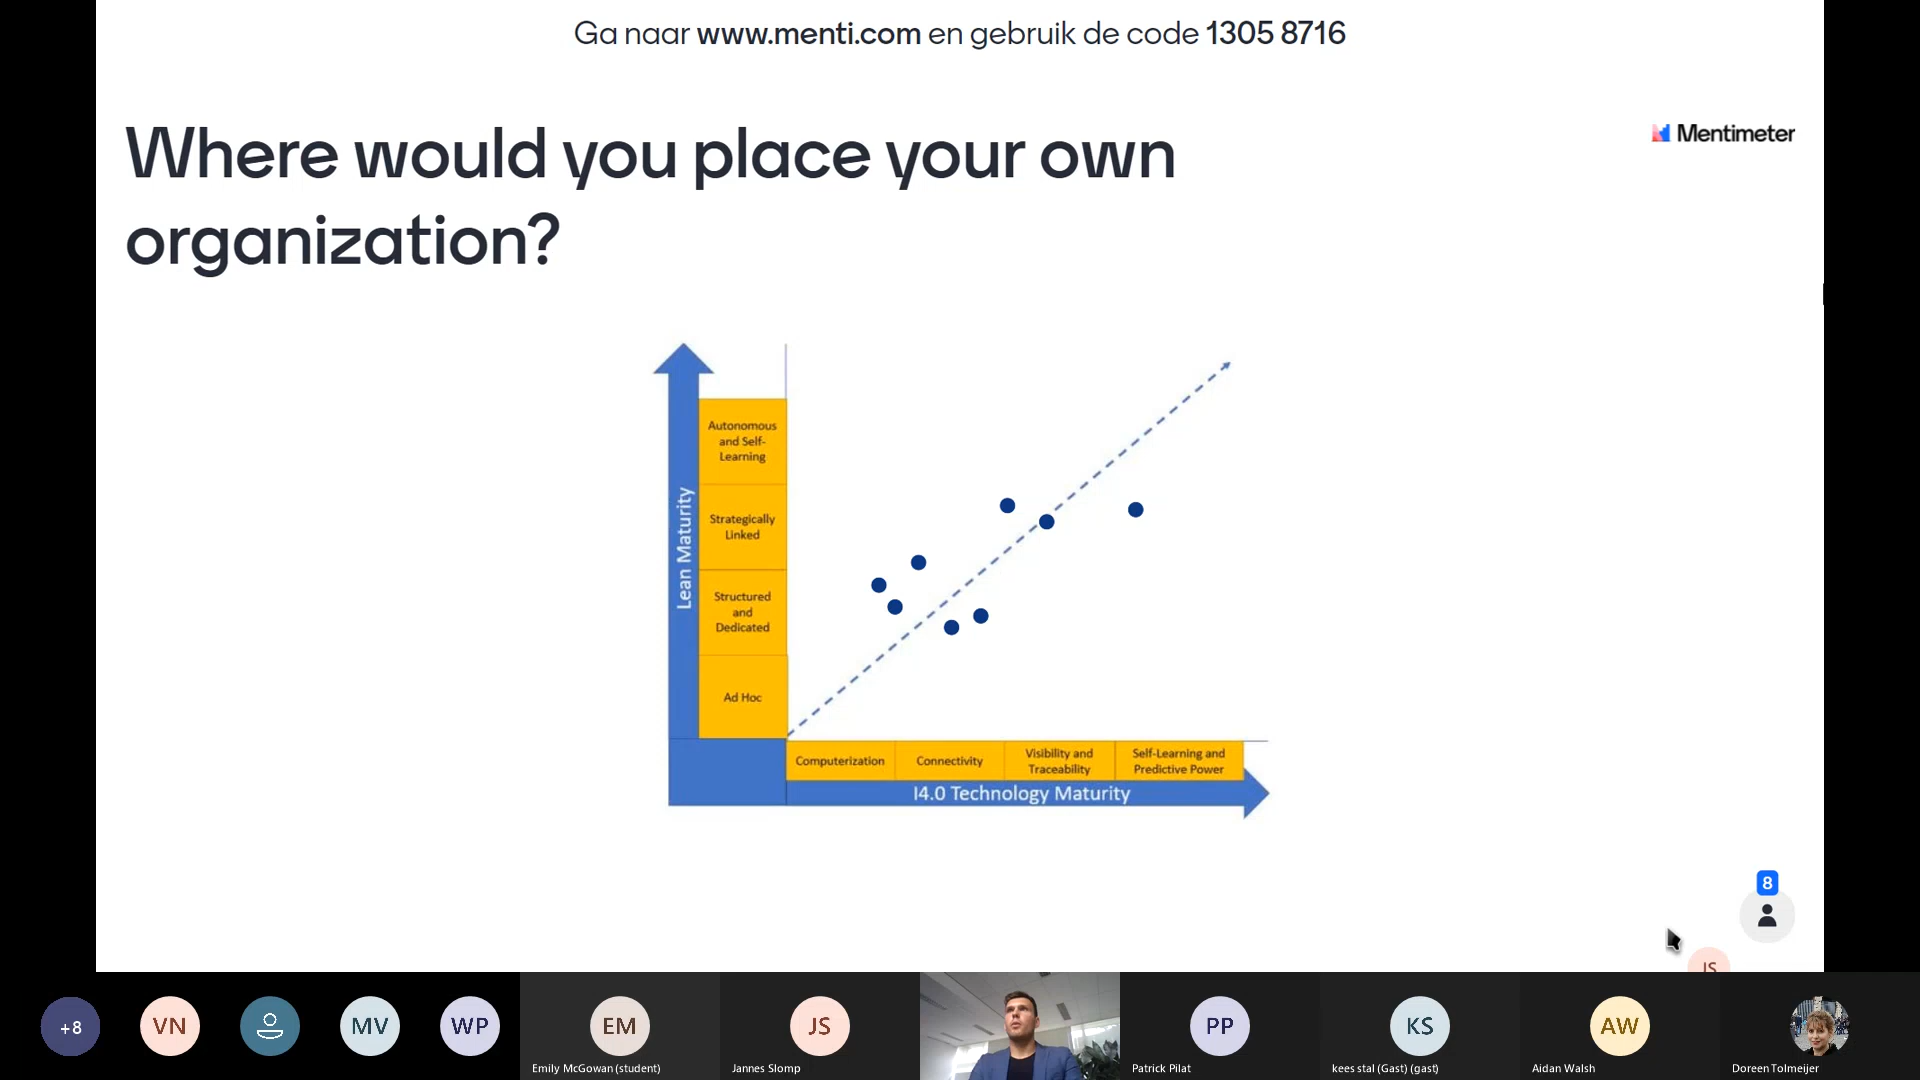 Ga naar www.menti.com en gebruik de code 1305 8716
Where would you place your own
organization?
Mentimeter
Lean Maturity
Autonomous
and Self-
Learning
Strategically
Linked
Structured
and
Dedicated
Ad Hoc
Computerization
Connectivity
Visibility and
Traceability
Self-Learning and
Predictive Power
I4.0 Technology Maturity
8
JS
+8
VN
MV
WP
EM
Emily McGowan (student)
JS
Jannes Slomp
PP
Patrick Pilat
KS
kees stal (Gast) (gast)
AW
Aidan Walsh
Doreen Tolmeijer